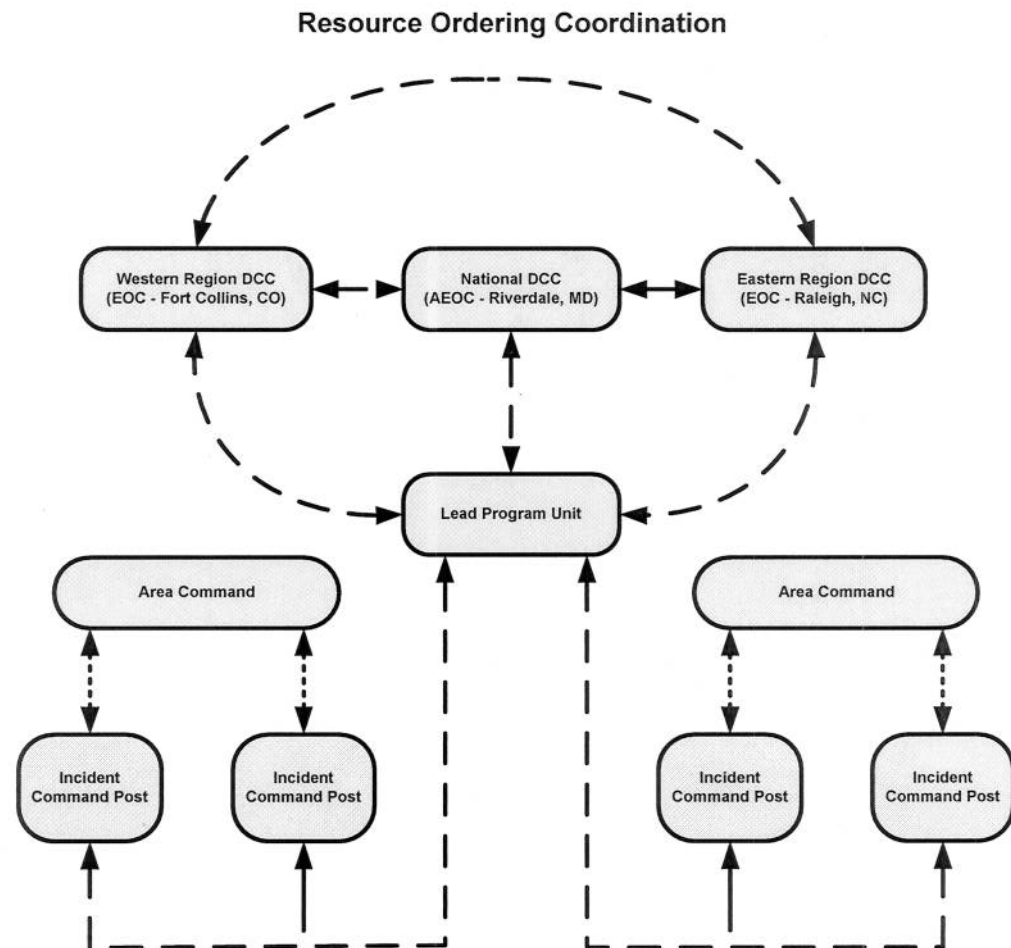 Resource Ordering Coordination
Western Region DCC
(EOC - Fort Collins, CO)
National DCC
(AEOC - Riverdale, MD)
Eastern Region DCC
(EOC - Raleigh, NC)
Lead Program Unit
Area Command
Area Command
Incident
Command Post
Incident
Command Post
Incident
Command Post
Incident
Command Post